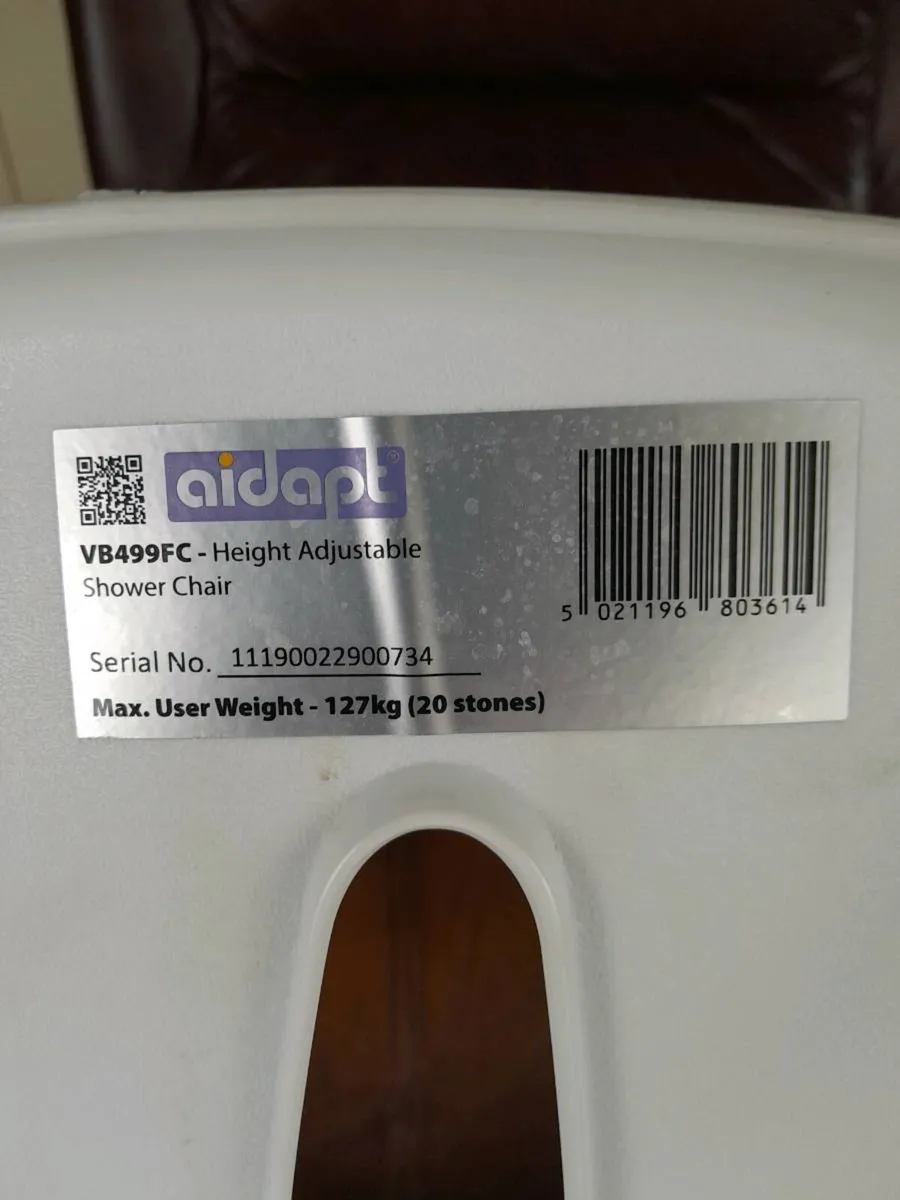 aidapt®
VB499FC - Height Adjustable
Shower Chair
Serial No. 11190022900734
Max. User Weight - 127kg (20 stones)
5 021196 803614